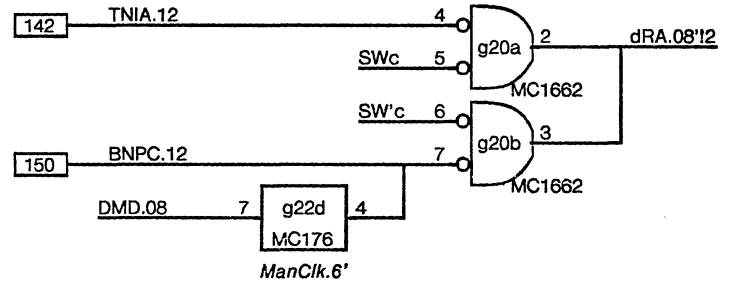 142 TNIA.12 4 g20a 2 dRA.08'!2
SWc 5
MC1662
SW'c 6
g20b 3
150 BNPC.12 7
MC1662
DMD.08 7 g22d 4
MC176
ManClk.6'